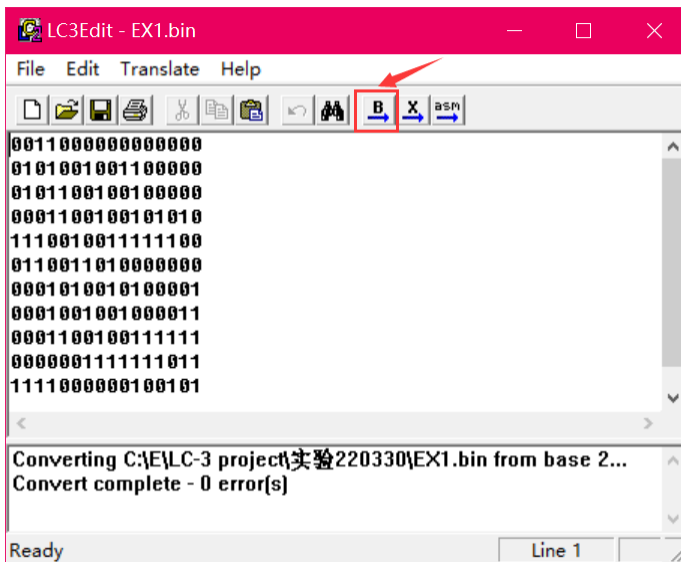 LC3Edit - EX1.bin
File Edit Translate Help
B X asm
0011000000000000
0101001001100000
0101100100100000
0001100100101010
1110010011111100
0110011010000000
0001010010100001
0001001001000011
0001100100111111
0000001111111011
1111000000100101
Converting C:\E\LC-3 project\实验220330\EX1.bin from base 2...
Convert complete - 0 error(s)
Ready Line 1